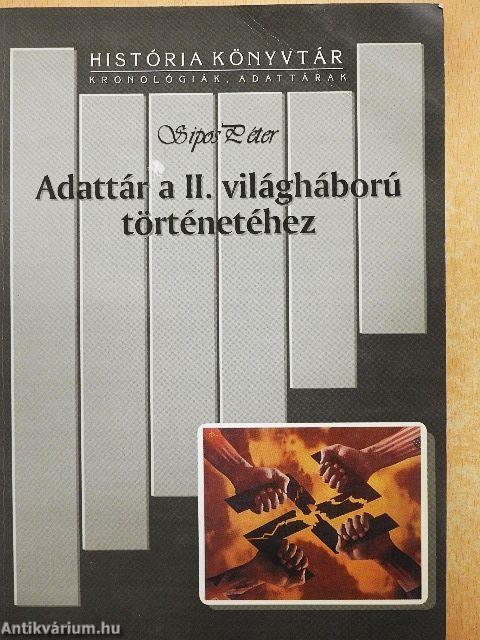 HISTÓRIA KÖNYVTÁR
KRONOLÓGIÁK, ADATTÁRAK
Sipos Péter
Adattár a II. világháború
történetéhez
Antikvárium.hu